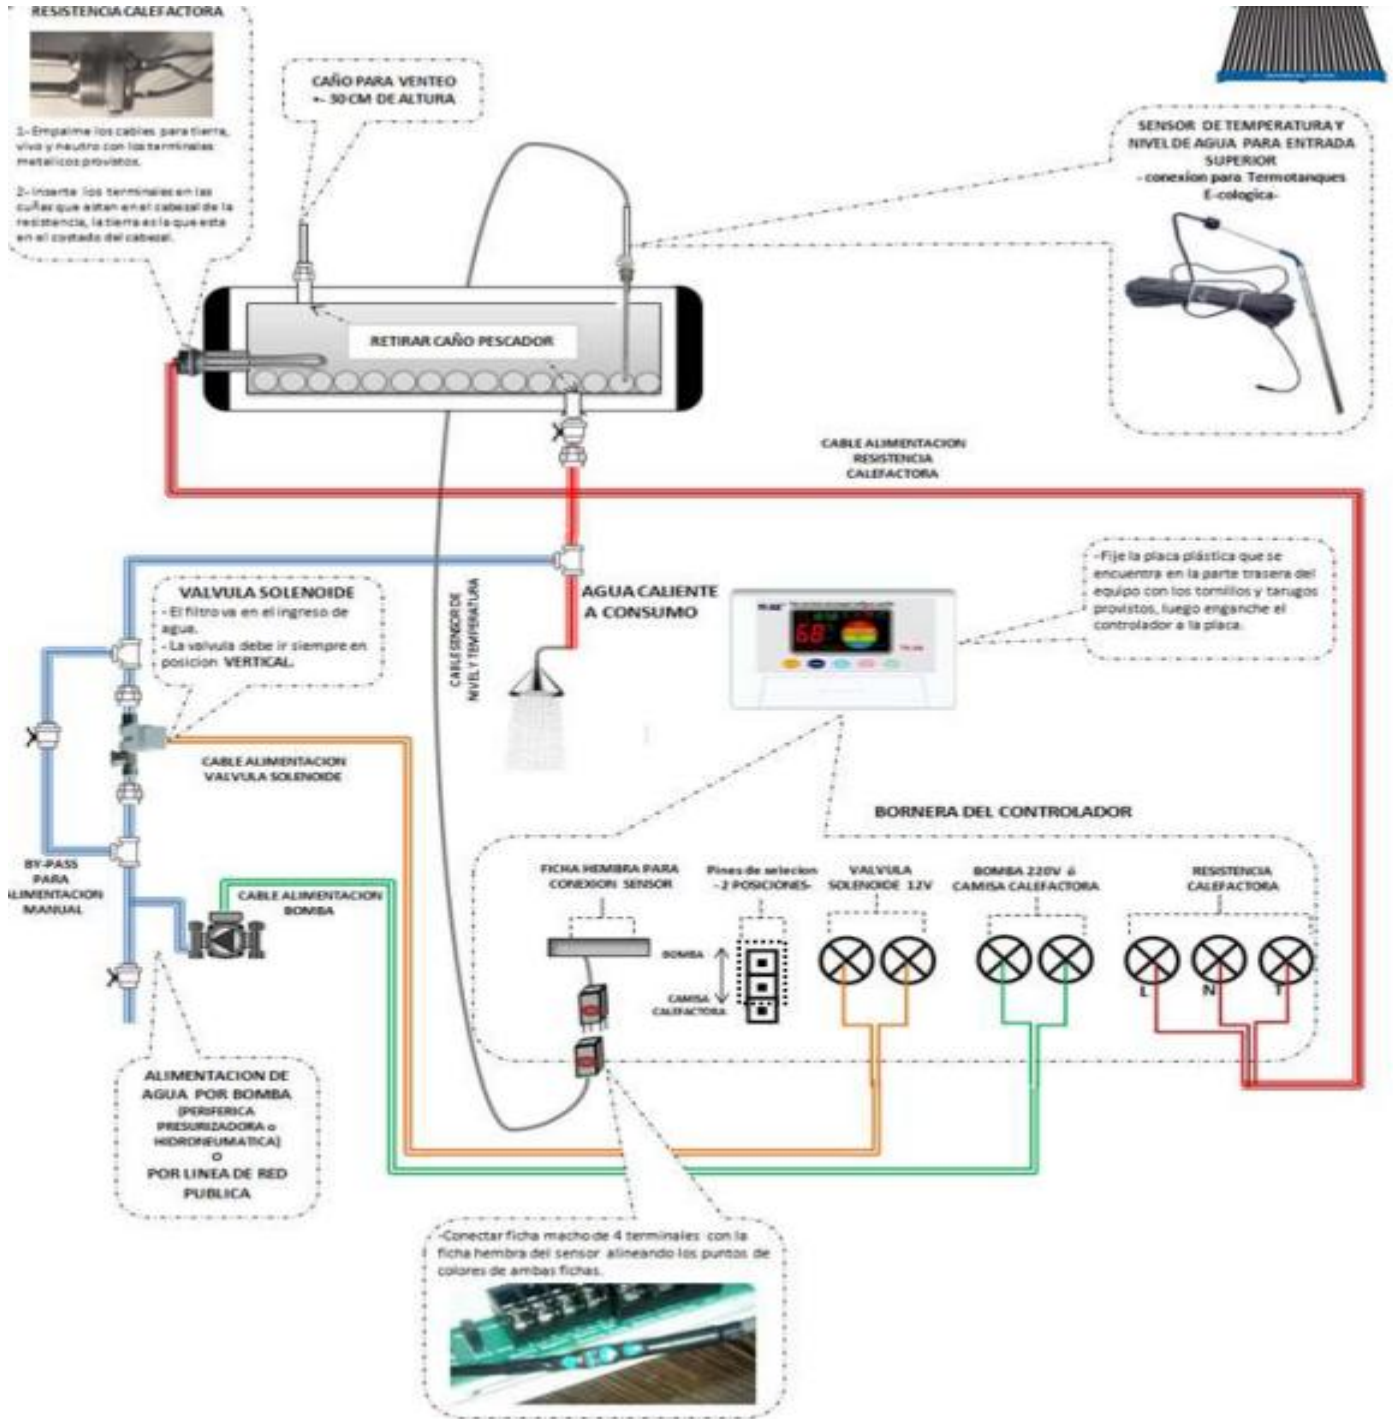 RESISTENCIA CALEFACTORA
1- Empalme los cables para tierra,
vivo y neutro con los terminales
metalicos provistos.
2- Inserte los terminales en las
cuñas que estan en el cabezal de la
resistencia, la tierra es la que esta
en el costado del cabezal.
CAÑO PARA VENTEO
+- 30 CM DE ALTURA
SENSOR DE TEMPERATURA Y
NIVEL DE AGUA PARA ENTRADA
SUPERIOR
- conexion para Termotanques
E-cologica-
RETIRAR CAÑO PESCADOR
CABLE ALIMENTACION
RESISTENCIA
CALEFACTORA
VALVULA SOLENOIDE
- El filtro va en el ingreso de
agua.
- La valvula debe ir siempre en
posicion VERTICAL.
CABLE SENSOR DE
NIVEL Y TEMPERATURA
AGUA CALIENTE
A CONSUMO
68
-Fije la placa plástica que se
encuentra en la parte trasera del
equipo con los tornillos y tarugos
provistos, luego enganche el
controlador a la placa.
CABLE ALIMENTACION
VALVULA SOLENOIDE
BORNERA DEL CONTROLADOR
BY-PASS
PARA
ALIMENTACION
MANUAL
CABLE ALIMENTACION
BOMBA
FICHA HEMBRA PARA
CONEXION SENSOR
Pines de selecion
- 2 POSICIONES-
VALVULA
SOLENOIDE 12V
BOMBA 220V ó
CAMISA CALEFACTORA
RESISTENCIA
CALEFACTORA
BOMBA
CAMISA
CALEFACTORA
L N T
ALIMENTACION DE
AGUA POR BOMBA
(PERIFERICA
PRESURIZADORA o
HIDRONEUMATICA)
O
POR LINEA DE RED
PUBLICA
-Conectar ficha macho de 4 terminales con la
ficha hembra del sensor alineando los puntos de
colores de ambas fichas.